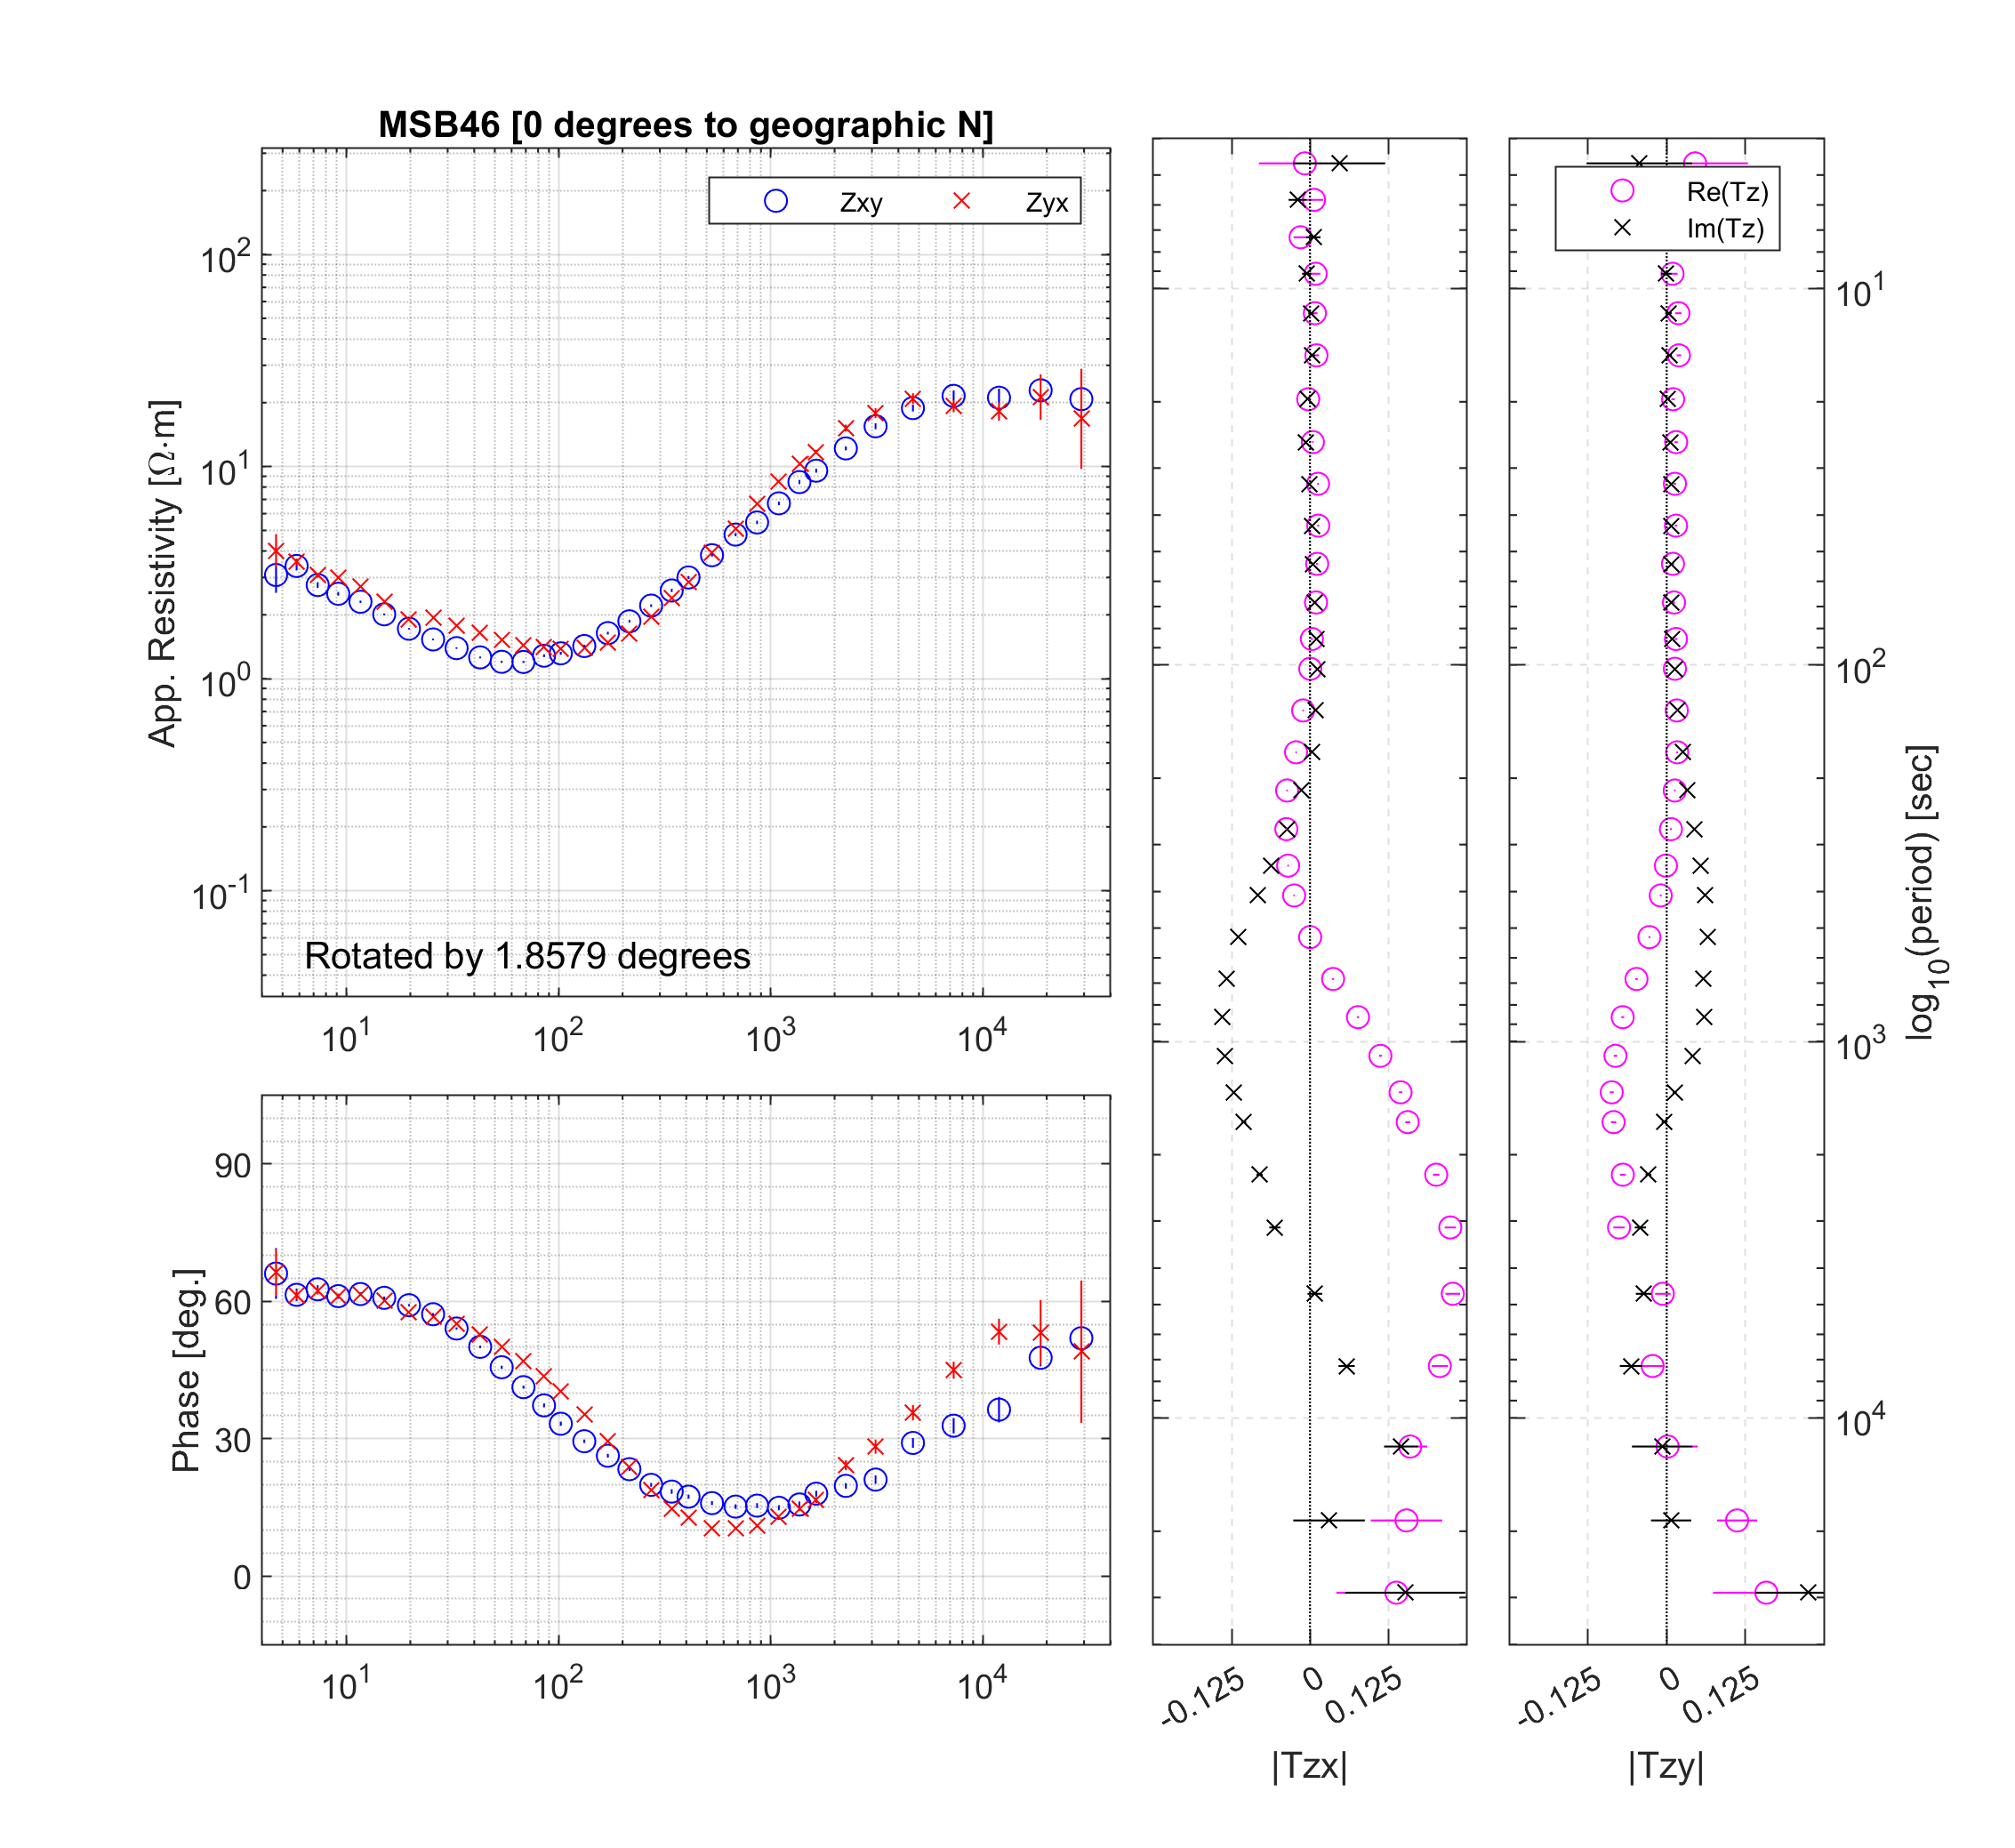 MSB46 [0 degrees to geographic N]
Zxy Zyx
App. Resistivity [Ω·m]
10^2
10^1
10^0
10^-1
Rotated by 1.8579 degrees
10^1 10^2 10^3 10^4
Phase [deg.]
90
60
30
0
10^1 10^2 10^3 10^4
-0.125 0 0.125
|Tzx|
Re(Tz)
Im(Tz)
-0.125 0 0.125
|Tzy|
10^1
10^2
10^3
10^4
log10(period) [sec]